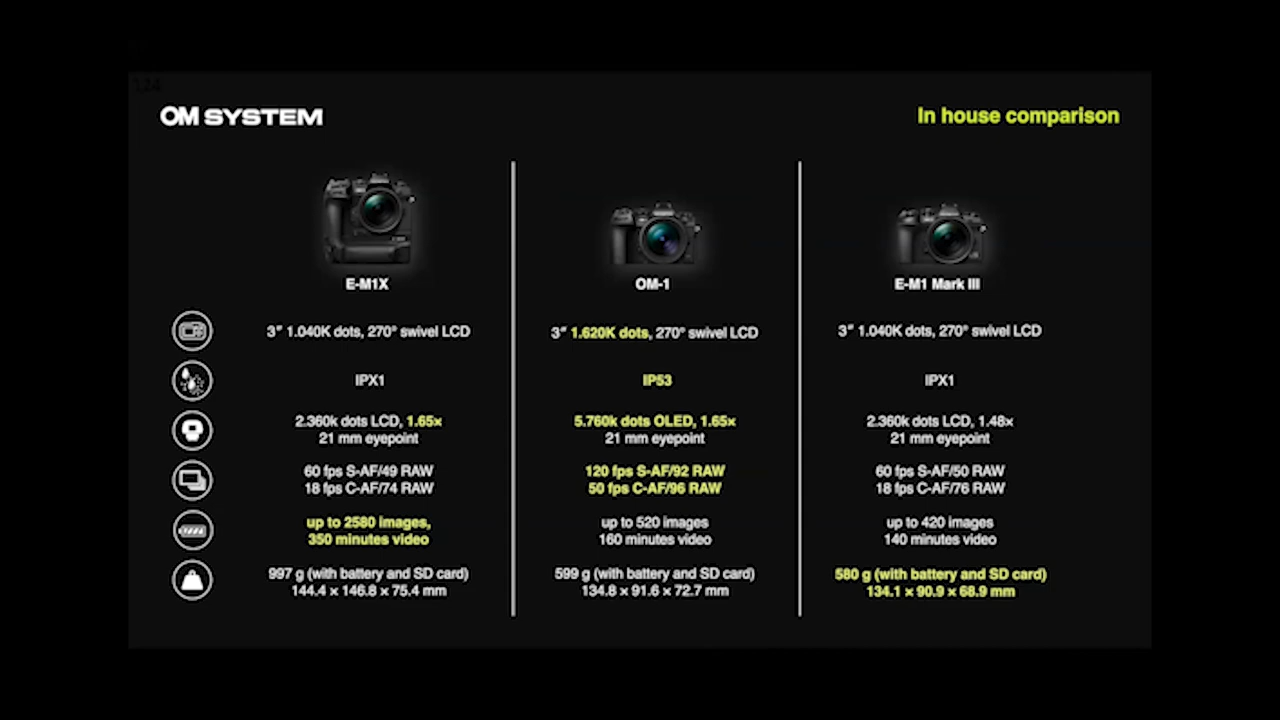 OM SYSTEM
In house comparison
E-M1X
OM-1
E-M1 Mark III
3" 1.040K dots, 270° swivel LCD
3" 1.620K dots, 270° swivel LCD
3" 1.040K dots, 270° swivel LCD
IPX1
IP53
IPX1
2.360k dots LCD, 1.65×
21 mm eyepoint
5.760k dots OLED, 1.65×
21 mm eyepoint
2.360k dots LCD, 1.48×
21 mm eyepoint
60 fps S-AF/49 RAW
18 fps C-AF/74 RAW
120 fps S-AF/92 RAW
50 fps C-AF/96 RAW
60 fps S-AF/50 RAW
18 fps C-AF/76 RAW
up to 2580 images,
350 minutes video
up to 520 images
160 minutes video
up to 420 images
140 minutes video
997 g (with battery and SD card)
144.4 × 146.8 × 75.4 mm
599 g (with battery and SD card)
134.8 × 91.6 × 72.7 mm
580 g (with battery and SD card)
134.1 × 90.9 × 68.9 mm